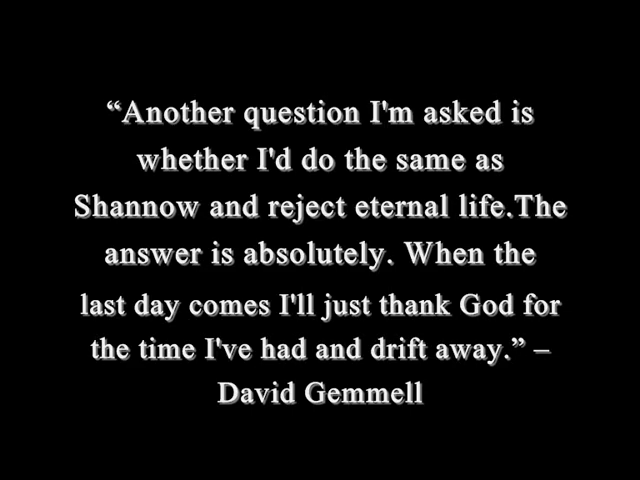 “Another question I'm asked is
whether I'd do the same as
Shannow and reject eternal life.The
answer is absolutely. When the
last day comes I'll just thank God for
the time I've had and drift away.” –
David Gemmell